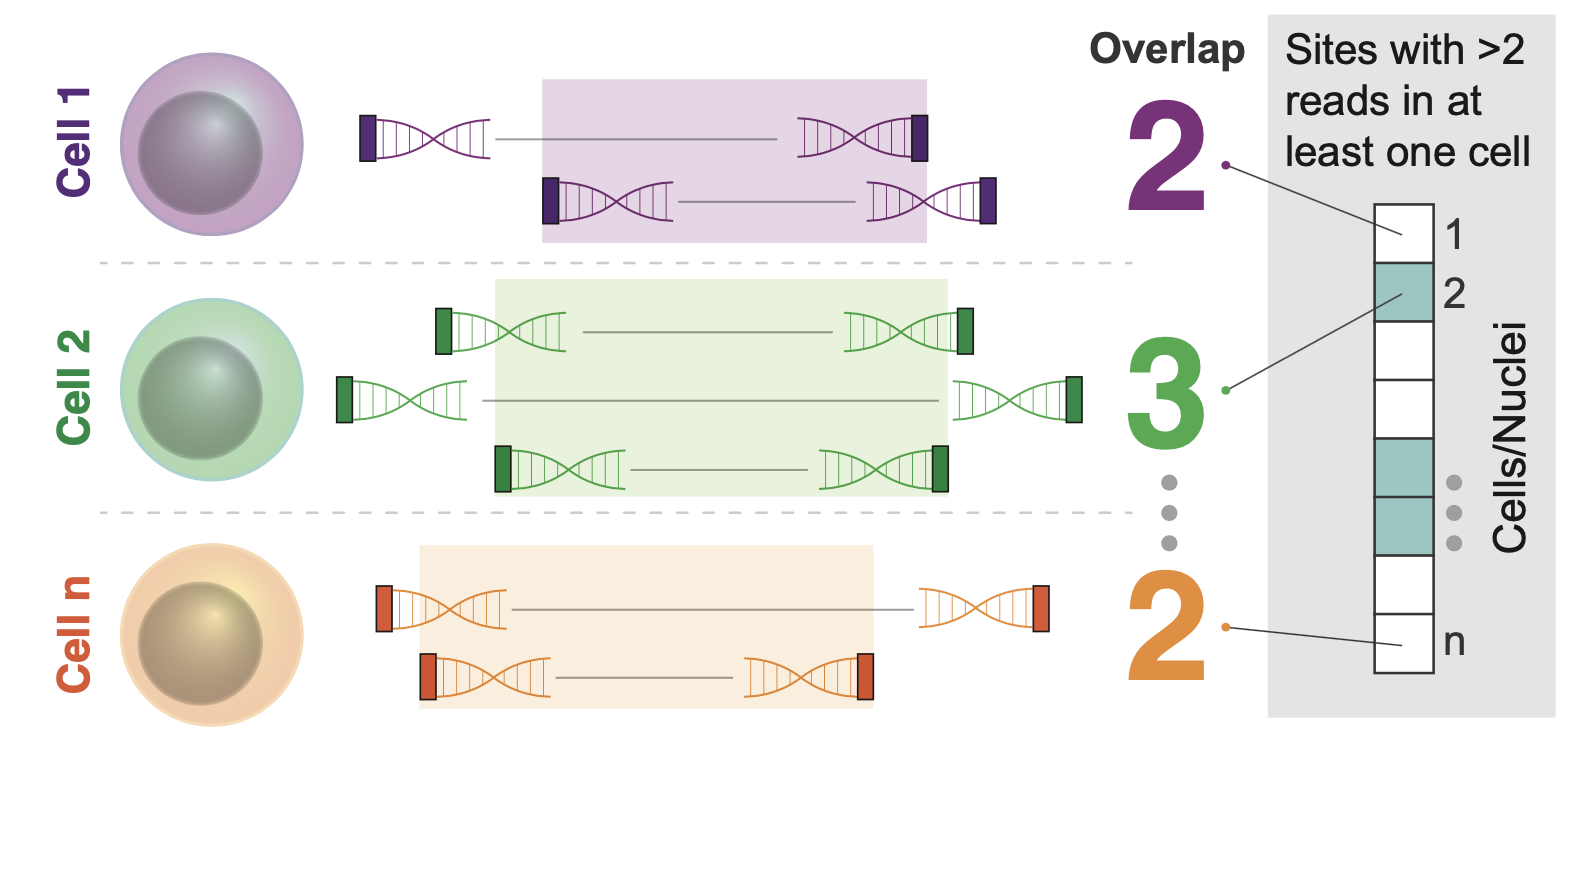 Cell 1
Cell 2
Cell n
Overlap
2
3
2
Sites with >2
reads in at
least one cell
1
2
n
Cells/Nuclei